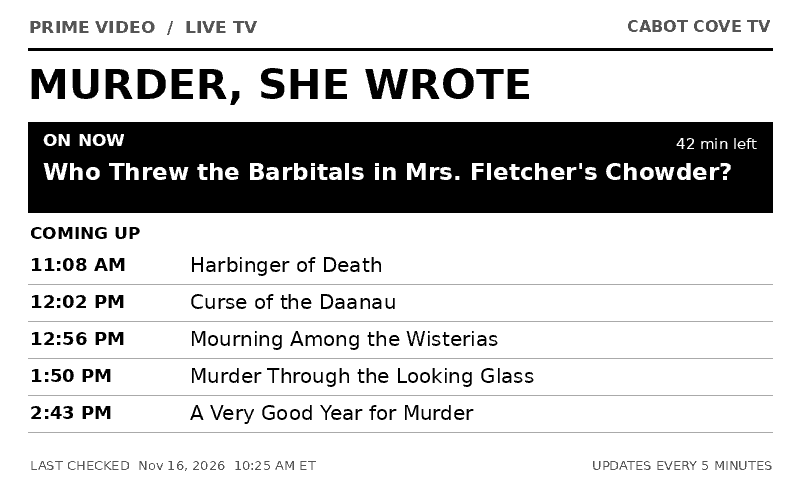 PRIME VIDEO / LIVE TV
CABOT COVE TV
MURDER, SHE WROTE
ON NOW
42 min left
Who Threw the Barbitals in Mrs. Fletcher's Chowder?
COMING UP
11:08 AM Harbinger of Death
12:02 PM Curse of the Daanau
12:56 PM Mourning Among the Wisterias
1:50 PM Murder Through the Looking Glass
2:43 PM A Very Good Year for Murder
LAST CHECKED Nov 16, 2026 10:25 AM ET
UPDATES EVERY 5 MINUTES